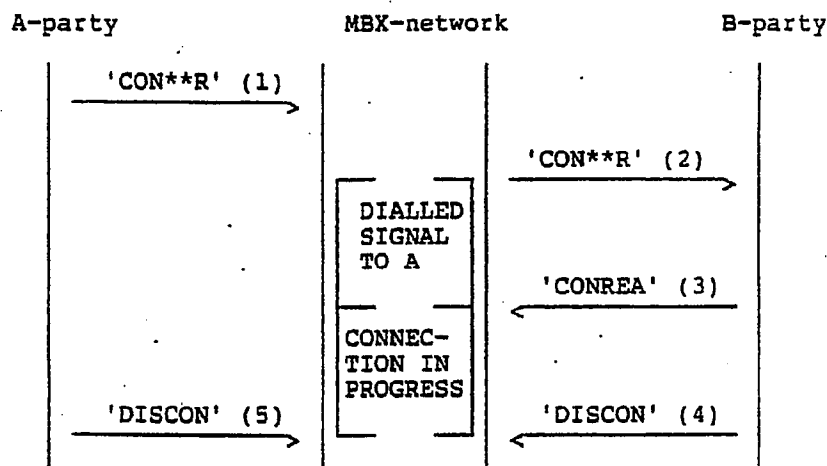 A-party MBX-network B-party
'CON**R' (1)
'CON**R' (2)
DIALLED
SIGNAL
TO A
'CONREA' (3)
CONNEC-
TION IN
PROGRESS
'DISCON' (5) 'DISCON' (4)